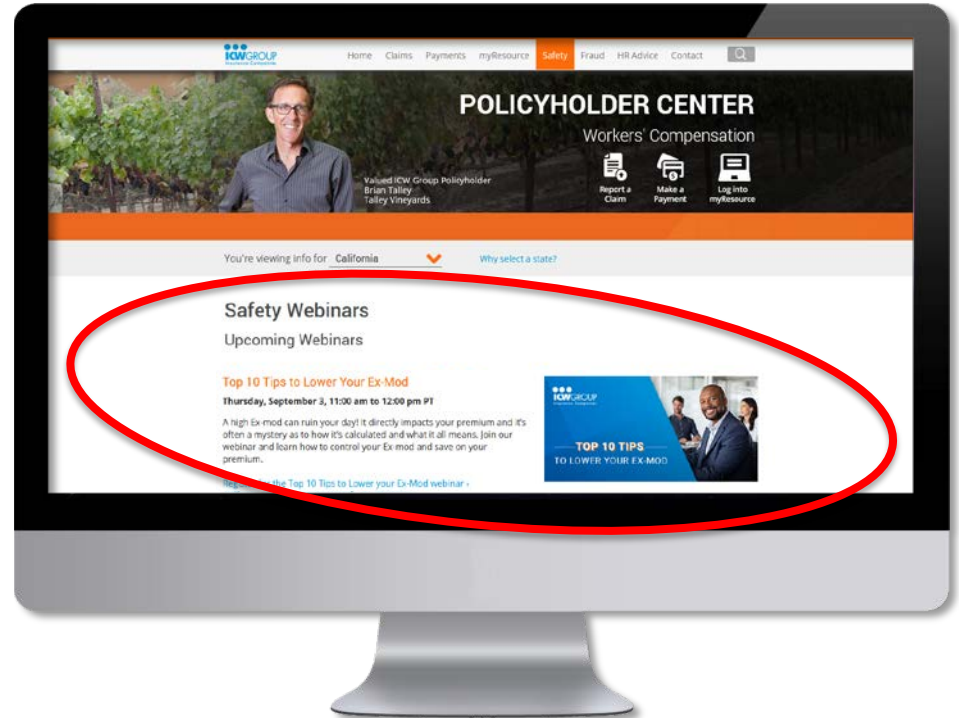 ICWGROUP
Insurance Companies
Home Claims Payments myResource Safety Fraud HR Advice Contact
POLICYHOLDER CENTER
Workers' Compensation
Valued ICW Group Policyholder
Brian Talley
Talley Vineyards
Report a Claim
Make a Payment
Log into myResource
You're viewing info for California
Why select a state?
Safety Webinars
Upcoming Webinars
Top 10 Tips to Lower Your Ex-Mod
Thursday, September 3, 11:00 am to 12:00 pm PT
A high Ex-mod can ruin your day! It directly impacts your premium and it's
often a mystery as to how it's calculated and what it all means. Join our
webinar and learn how to control your Ex-mod and save on your
premium.
Register for the Top 10 Tips to Lower your Ex-Mod webinar ›
ICWGROUP
Insurance Companies
TOP 10 TIPS
TO LOWER YOUR EX-MOD